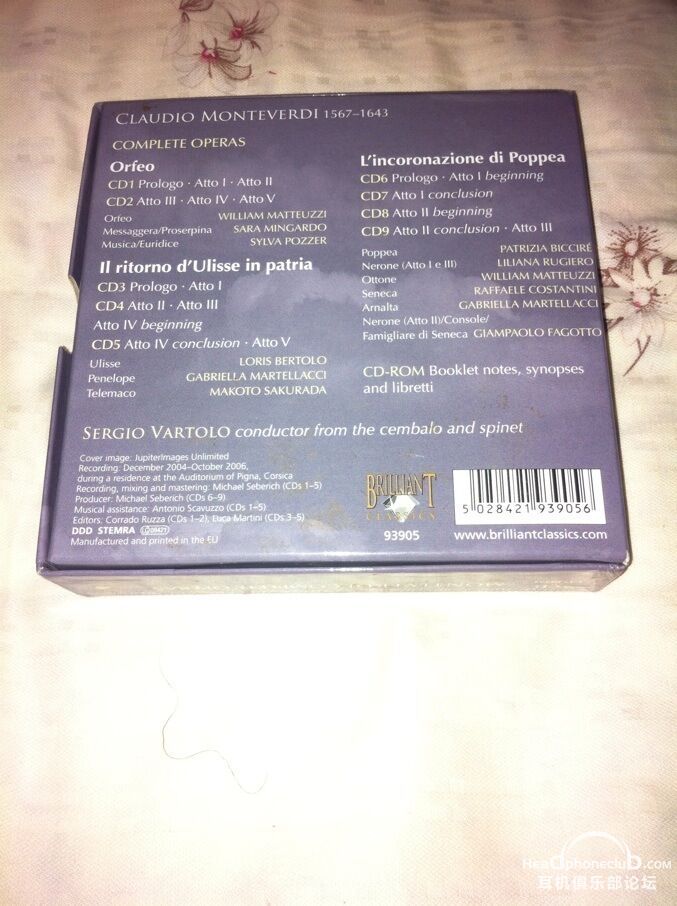 CLAUDIO MONTEVERDI 1567–1643
COMPLETE OPERAS
Orfeo
CD1 Prologo · Atto I · Atto II
CD2 Atto III · Atto IV · Atto V
Orfeo WILLIAM MATTEUZZI
Messaggera/Proserpina SARA MINGARDO
Musica/Euridice SYLVA POZZER
Il ritorno d'Ulisse in patria
CD3 Prologo · Atto I
CD4 Atto II · Atto III
Atto IV beginning
CD5 Atto IV conclusion · Atto V
Ulisse LORIS BERTOLO
Penelope GABRIELLA MARTELLACCI
Telemaco MAKOTO SAKURADA
L'incoronazione di Poppea
CD6 Prologo · Atto I beginning
CD7 Atto I conclusion
CD8 Atto II beginning
CD9 Atto II conclusion · Atto III
Poppea PATRIZIA BICCIRÉ
Nerone (Atto I e III) LILIANA RUGIERO
Ottone WILLIAM MATTEUZZI
Seneca RAFFAELE COSTANTINI
Arnalta GABRIELLA MARTELLACCI
Nerone (Atto II)/Console/
Famigliare di Seneca GIAMPAOLO FAGOTTO
CD-ROM Booklet notes, synopses
and libretti
SERGIO VARTOLO conductor from the cembalo and spinet
Cover image: JupiterImages Unlimited
Recording: December 2004–October 2006,
during a residence at the Auditorium of Pigna, Corsica
Recording, mixing and mastering: Michael Seberich (CDs 1–5)
Producer: Michael Seberich (CDs 6–9)
Musical assistance: Antonio Scavuzzo (CDs 1–5)
Editors: Corrado Ruzza (CDs 1–2), Luca Martini (CDs 3–5)
DDD STEMRA LC 09421
Manufactured and printed in the EU
BRILLIANT
CLASSICS
93905
5 028421 939056
www.brilliantclassics.com
Headphoneclub.com
耳机俱乐部论坛